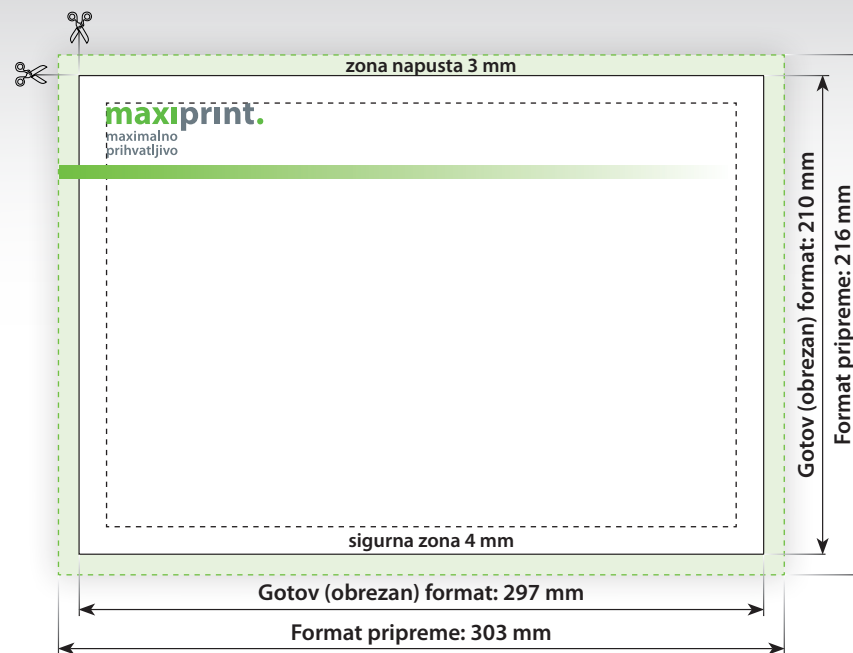 zona napusta 3 mm
maxiprint.
maximalno
prihvatljivo
sigurna zona 4 mm
Gotov (obrezan) format: 210 mm
Format pripreme: 216 mm
Gotov (obrezan) format: 297 mm
Format pripreme: 303 mm